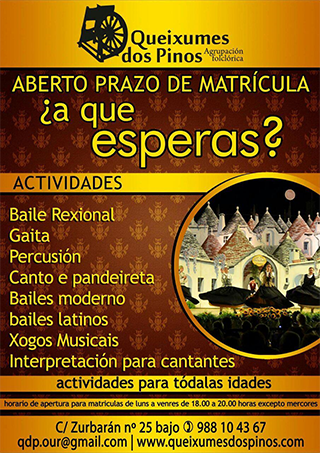 Queixumes
dos Pinos
Agrupación
folclórica
ABERTO PRAZO DE MATRÍCULA
¿a que
esperas?
ACTIVIDADES
Baile Rexional
Gaita
Percusión
Canto e pandeireta
Bailes moderno
bailes latinos
Xogos Musicais
Interpretación para cantantes
actividades para tódalas idades
horario de apertura para matriculas de luns a venres de 18.00 a 20.00 horas excepto mercores
C/ Zurbarán nº 25 bajo ✆ 988 10 43 67
qdp.our@gmail.com | www.queixumesdospinos.com